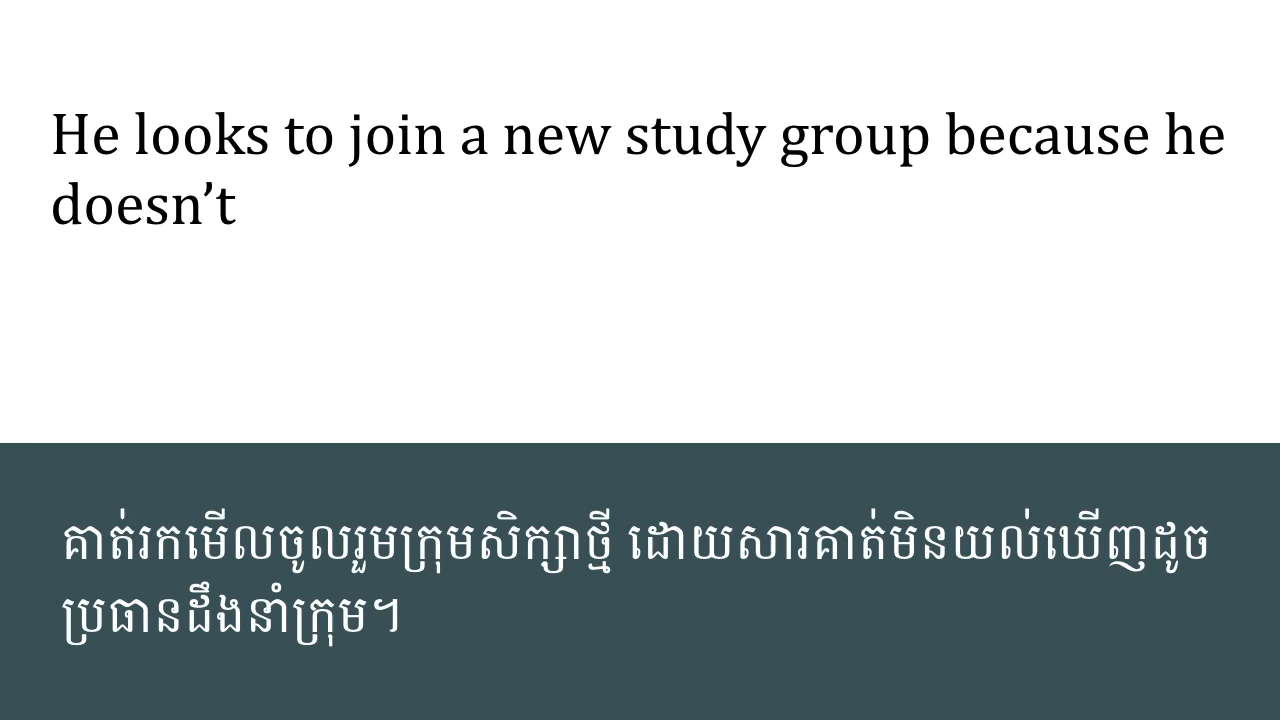 He looks to join a new study group because he
doesn’t
គាត់រកមើលចូលរួមក្រុមសិក្សាថ្មី ដោយសារគាត់មិនយល់ឃើញដូច
ប្រធានដឹងនាំក្រុម។